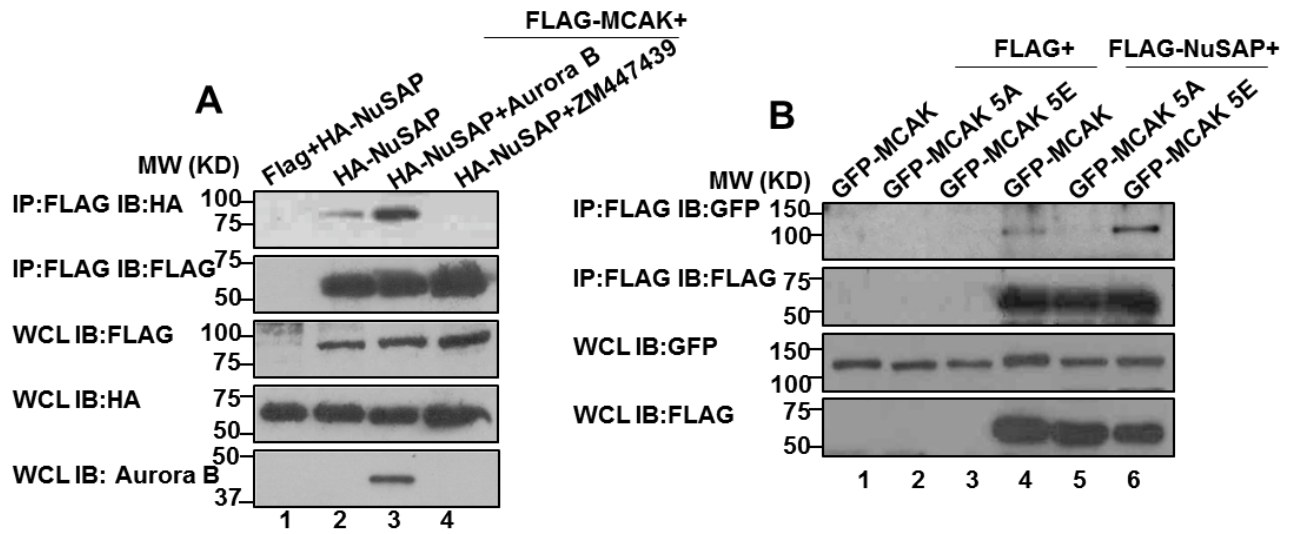 FLAG-MCAK+
A
Flag+HA-NuSAP
HA-NuSAP
HA-NuSAP+Aurora B
HA-NuSAP+ZM447439
MW (KD)
IP:FLAG IB:HA
100
75
IP:FLAG IB:FLAG
75
50
WCL IB:FLAG
100
75
WCL IB:HA
75
50
WCL IB: Aurora B
50
37
1 2 3 4
FLAG+ FLAG-NuSAP+
B
GFP-MCAK
GFP-MCAK 5A
GFP-MCAK 5E
GFP-MCAK
GFP-MCAK 5A
GFP-MCAK 5E
MW (KD)
IP:FLAG IB:GFP
150
100
IP:FLAG IB:FLAG
75
50
WCL IB:GFP
150
100
WCL IB:FLAG
75
50
1 2 3 4 5 6